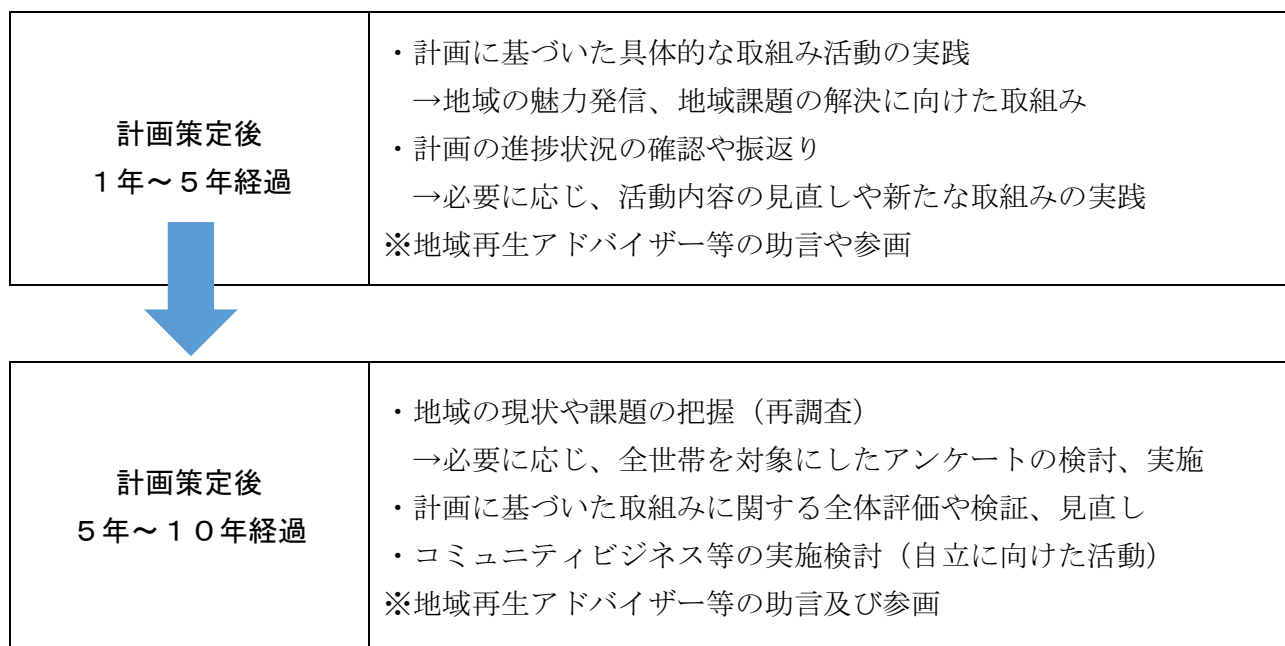 計画策定後
1年~5年経過
・計画に基づいた具体的な取組み活動の実践
→地域の魅力発信、地域課題の解決に向けた取組み
・計画の進捗状況の確認や振返り
→必要に応じ、活動内容の見直しや新たな取組みの実践
※地域再生アドバイザー等の助言や参画
計画策定後
5年~10年経過
・地域の現状や課題の把握(再調査)
→必要に応じ、全世帯を対象にしたアンケートの検討、実施
・計画に基づいた取組みに関する全体評価や検証、見直し
・コミュニティビジネス等の実施検討(自立に向けた活動)
※地域再生アドバイザー等の助言及び参画